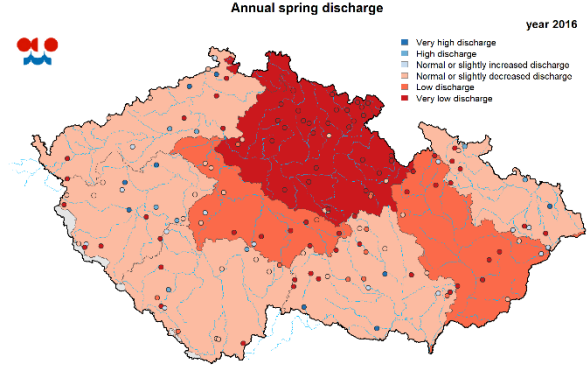 Annual spring discharge
year 2016
Very high discharge
High discharge
Normal or slightly increased discharge
Normal or slightly decreased discharge
Low discharge
Very low discharge